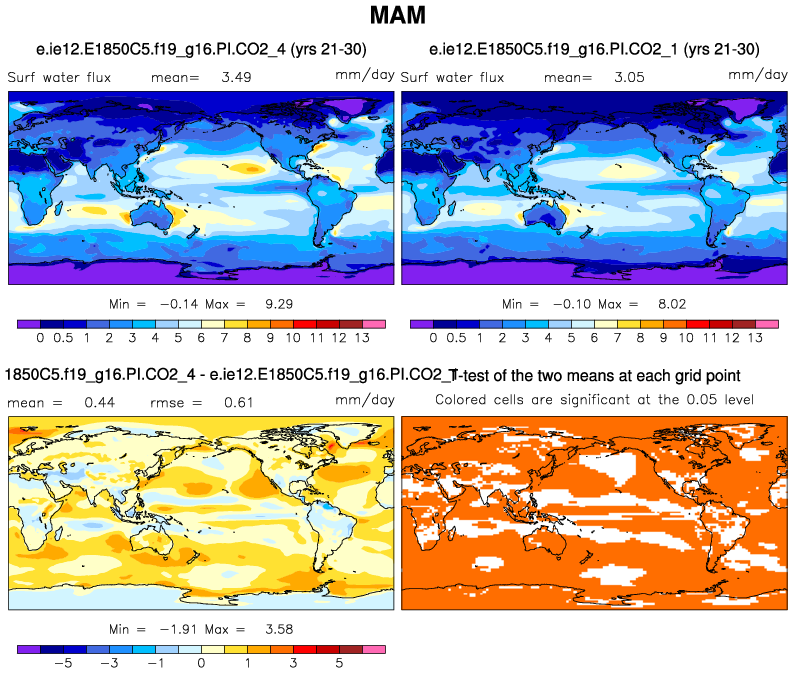 MAM
e.ie12.E1850C5.f19_g16.PI.CO2_4 (yrs 21-30)
Surf water flux mean= 3.49 mm/day
Min = −0.14 Max = 9.29
0 0.5 1 2 3 4 5 6 7 8 9 10 11 12 13
e.ie12.E1850C5.f19_g16.PI.CO2_1 (yrs 21-30)
Surf water flux mean= 3.05 mm/day
Min = −0.10 Max = 8.02
0 0.5 1 2 3 4 5 6 7 8 9 10 11 12 13
1850C5.f19_g16.PI.CO2_4 - e.ie12.E1850C5.f19_g16.PI.CO2_1
mean = 0.44 rmse = 0.61 mm/day
Min = −1.91 Max = 3.58
−5 −3 −1 0 1 3 5
T-test of the two means at each grid point
Colored cells are significant at the 0.05 level